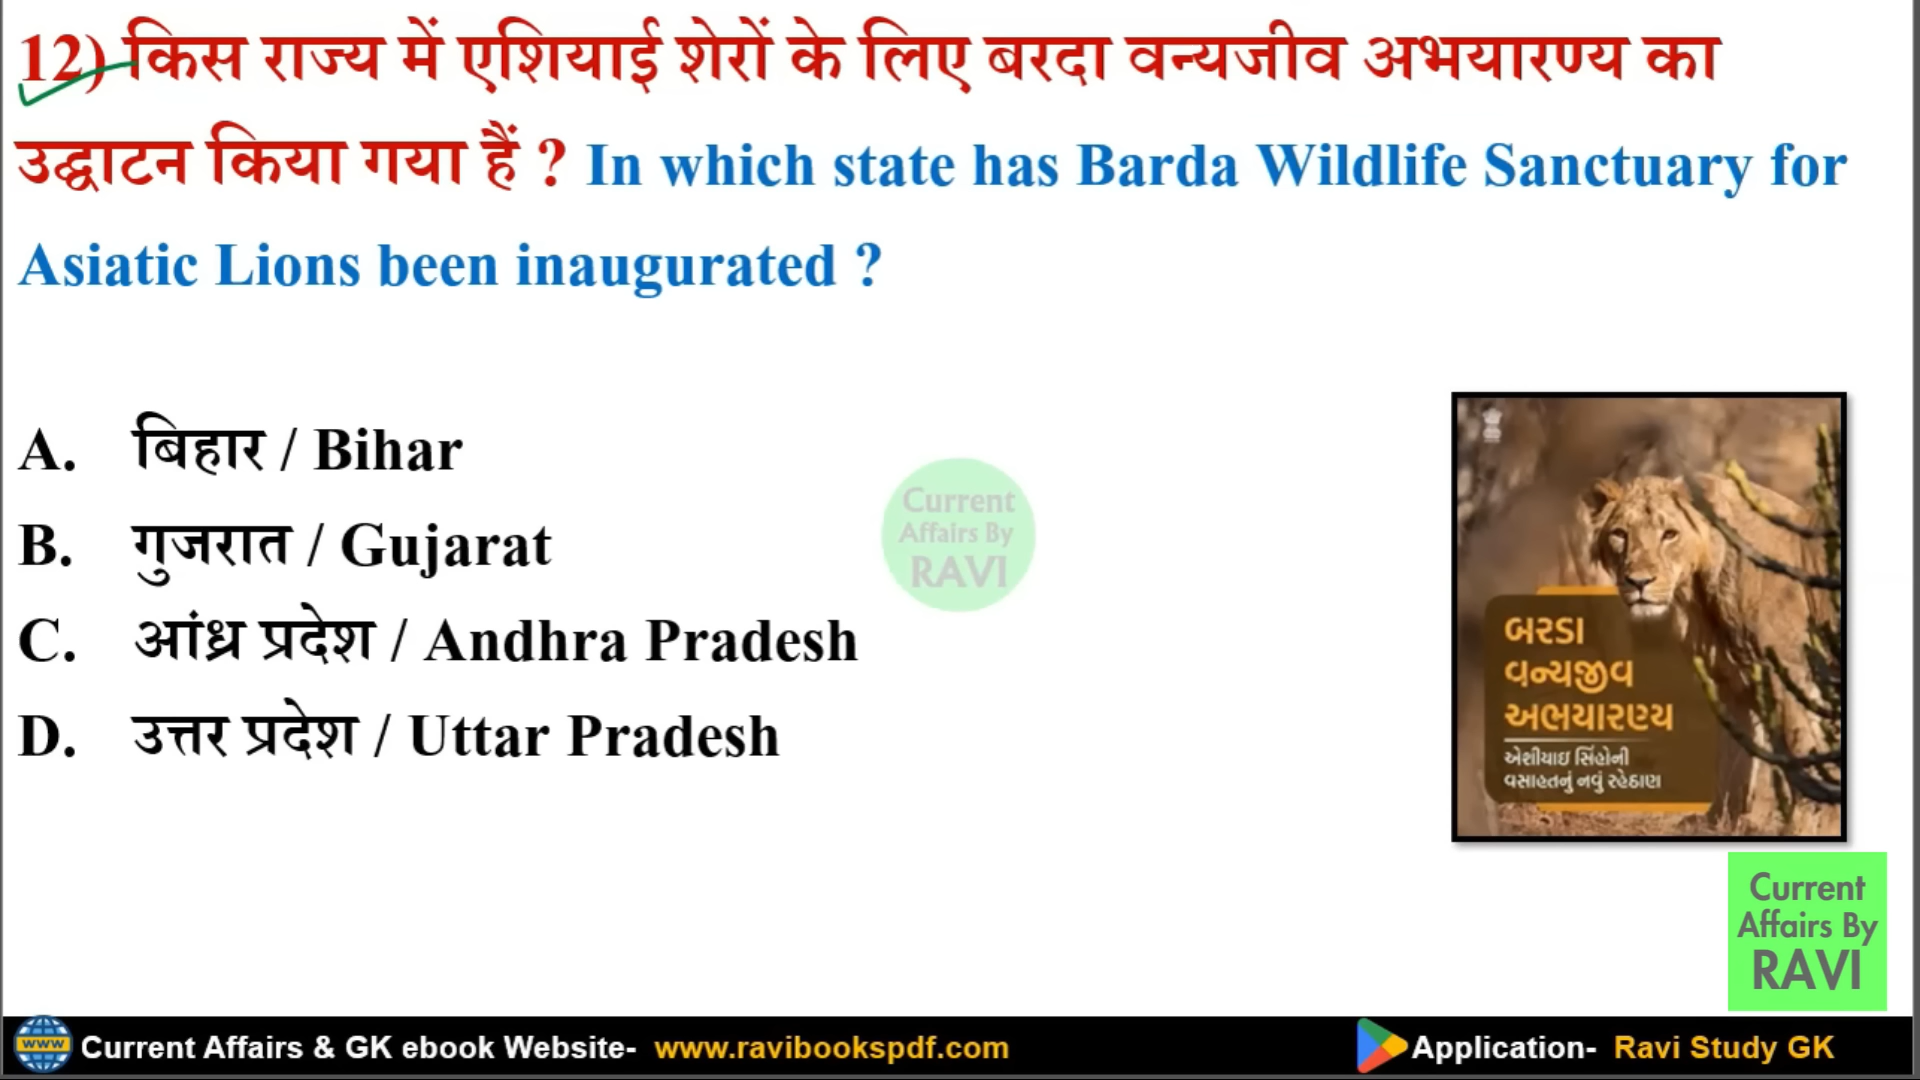 12) किस राज्य में एशियाई शेरों के लिए बरदा वन्यजीव अभयारण्य का
उद्घाटन किया गया हैं ? In which state has Barda Wildlife Sanctuary for
Asiatic Lions been inaugurated ?
A. बिहार / Bihar
B. गुजरात / Gujarat
C. आंध्र प्रदेश / Andhra Pradesh
D. उत्तर प्रदेश / Uttar Pradesh
Current
Affairs By
RAVI
બરડા
વન્યજીવ
અભયારણ્ય
એશીયાઇ સિંહોની
વસાહતનું નવું રહેઠાણ
Current
Affairs By
RAVI
www Current Affairs & GK ebook Website- www.ravibookspdf.com
Application- Ravi Study GK